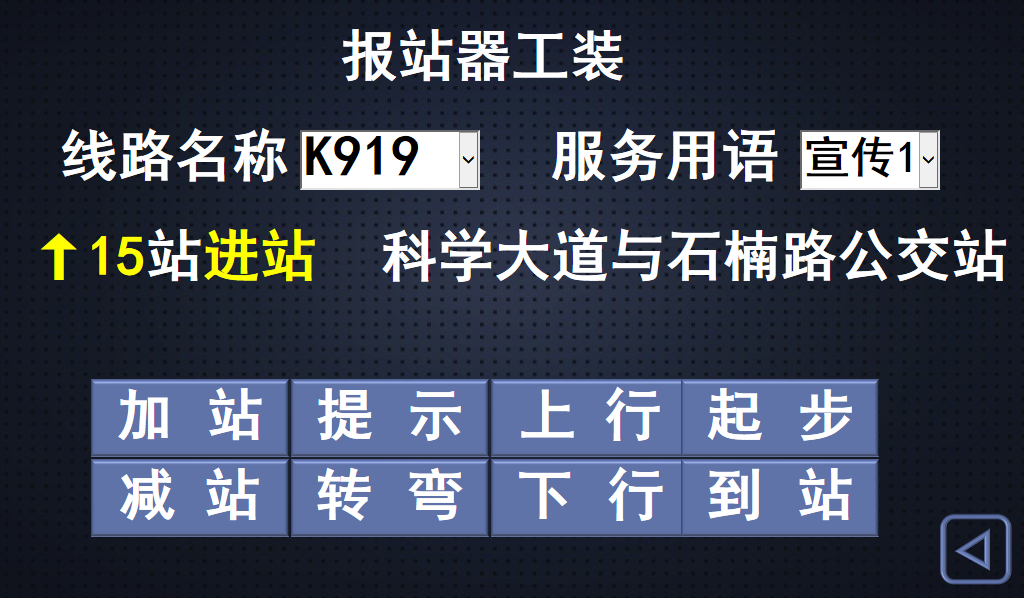 报站器工装
线路名称 K919 服务用语 宣传1
↑15站进站 科学大道与石楠路公交站
加 站 提 示 上 行 起 步
减 站 转 弯 下 行 到 站